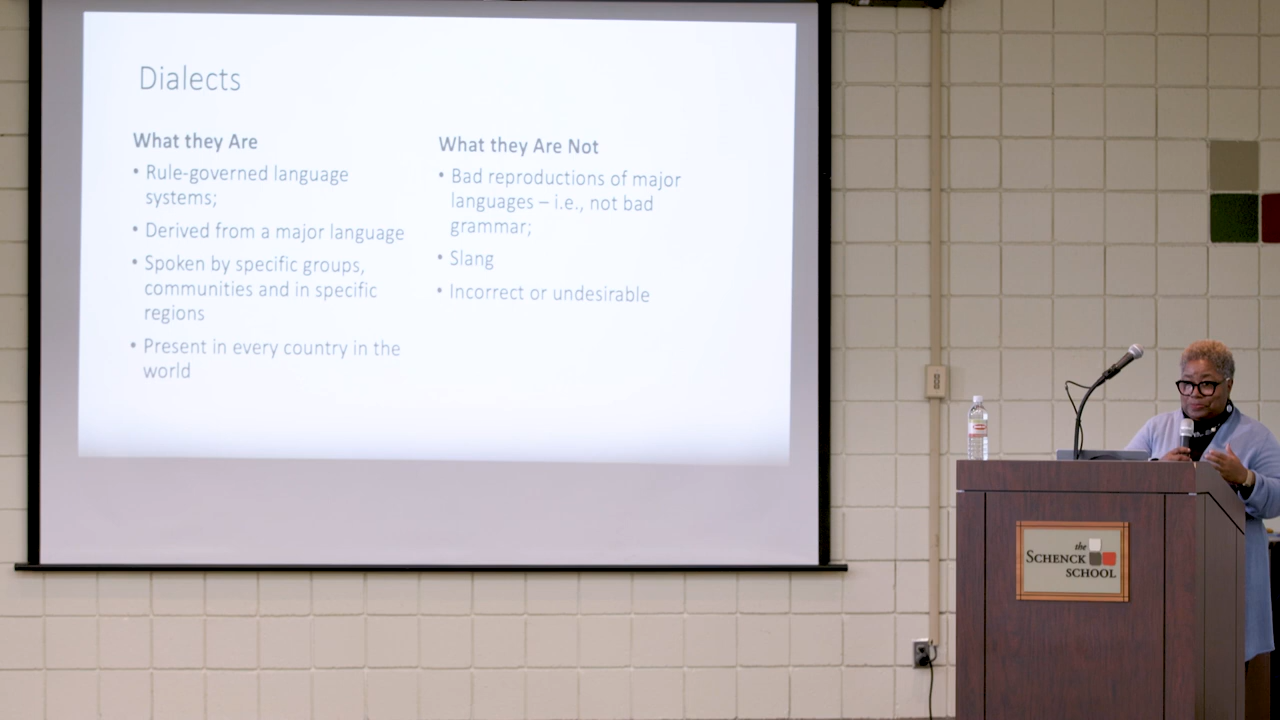 Dialects
What they Are
• Rule-governed language
systems;
• Derived from a major language
• Spoken by specific groups,
communities and in specific
regions
• Present in every country in the
world
What they Are Not
• Bad reproductions of major
languages – i.e., not bad
grammar;
• Slang
• Incorrect or undesirable
the
SCHENCK
SCHOOL